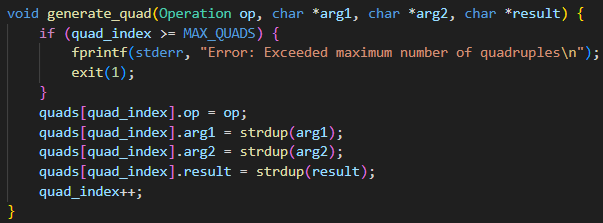 void generate_quad(Operation op, char *arg1, char *arg2, char *result) {
    if (quad_index >= MAX_QUADS) {
        fprintf(stderr, "Error: Exceeded maximum number of quadruples\n");
        exit(1);
    }
    quads[quad_index].op = op;
    quads[quad_index].arg1 = strdup(arg1);
    quads[quad_index].arg2 = strdup(arg2);
    quads[quad_index].result = strdup(result);
    quad_index++;
}